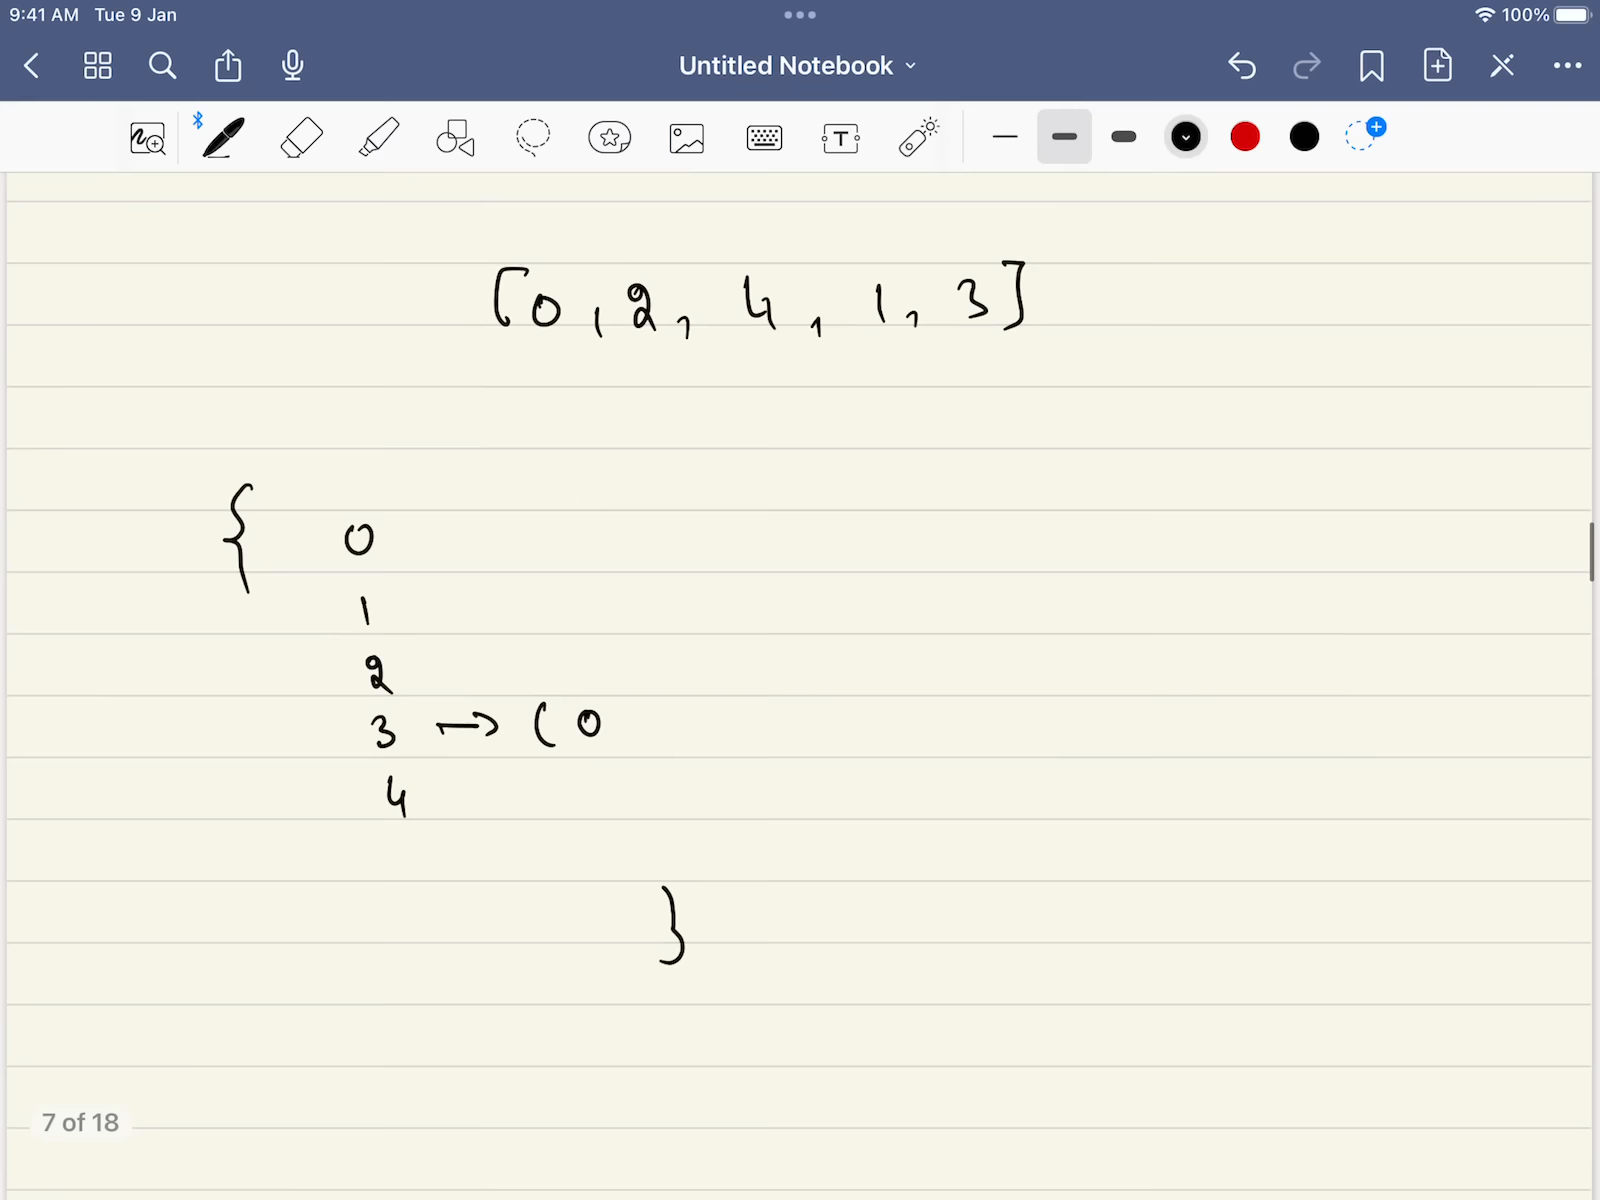 9:41 AM Tue 9 Jan
100%
Untitled Notebook
T
[0, 2, 4, 1, 3]
{ 0
1
2
3 → ( 0
4
}
7 of 18